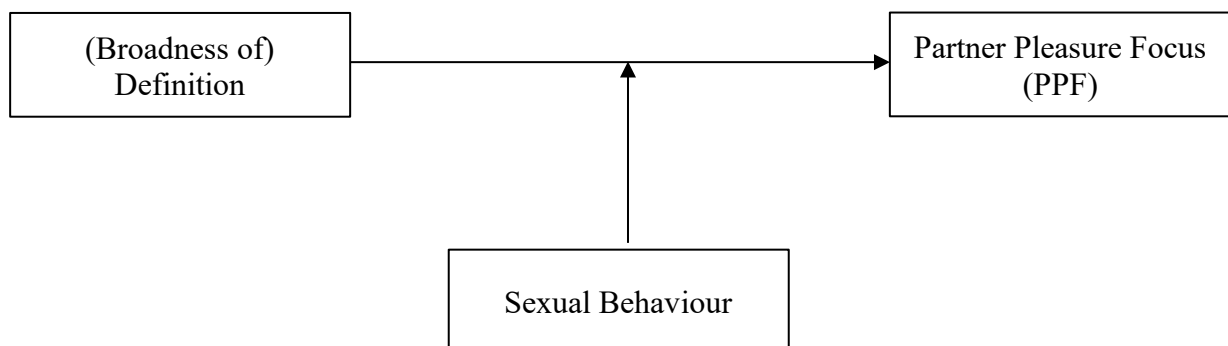 (Broadness of)
Definition
Partner Pleasure Focus
(PPF)
Sexual Behaviour